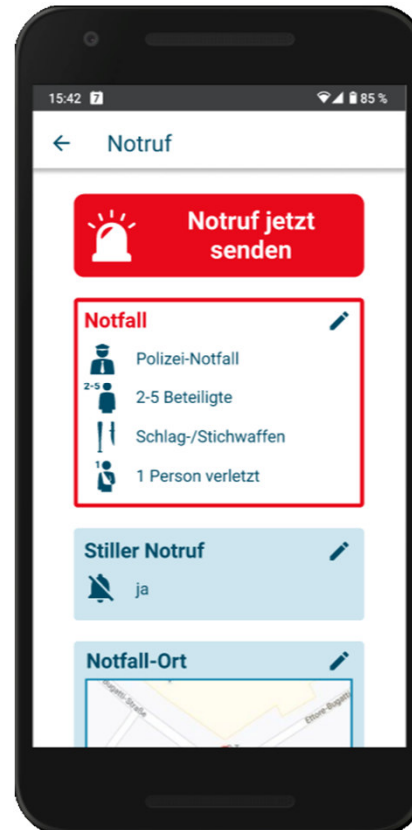 15:42 7 85 %
Notruf
Notruf jetzt
senden
Notfall
Polizei-Notfall
2-5
2-5 Beteiligte
Schlag-/Stichwaffen
1
1 Person verletzt
Stiller Notruf
ja
Notfall-Ort
Bugatti-Straße
Ettore-Bugatti